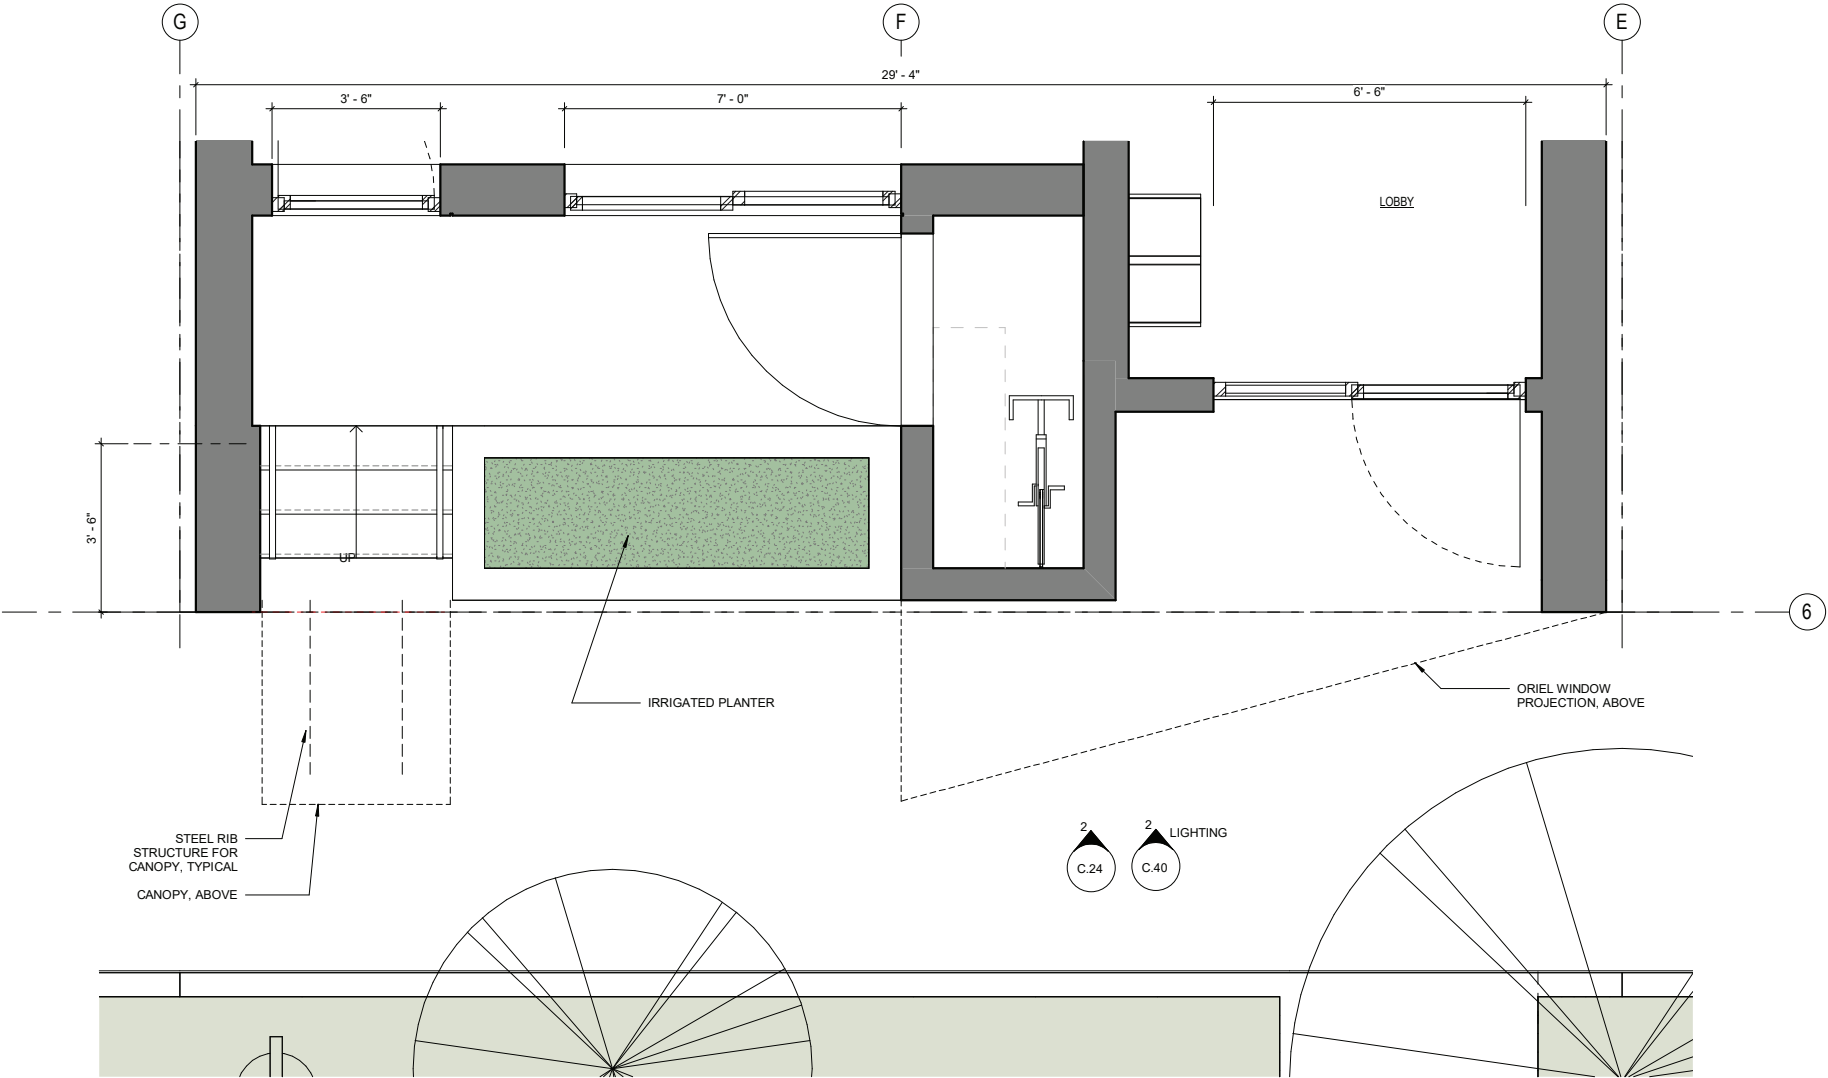 G
F
E
29' - 4"
3' - 6"
7' - 0"
6' - 6"
LOBBY
3' - 6"
UP
6
IRRIGATED PLANTER
ORIEL WINDOW
PROJECTION, ABOVE
STEEL RIB
STRUCTURE FOR
CANOPY, TYPICAL
CANOPY, ABOVE
2
C.24
2
LIGHTING
C.40